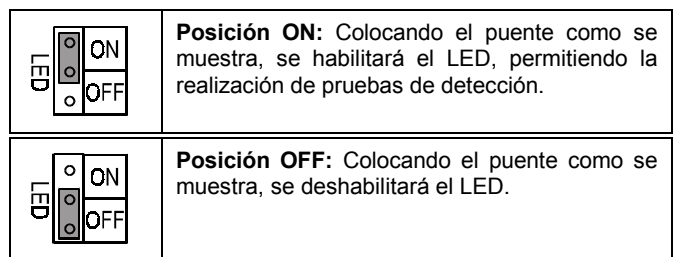 LED
ON
OFF
Posición ON: Colocando el puente como se
muestra, se habilitará el LED, permitiendo la
realización de pruebas de detección.
LED
ON
OFF
Posición OFF: Colocando el puente como se
muestra, se deshabilitará el LED.